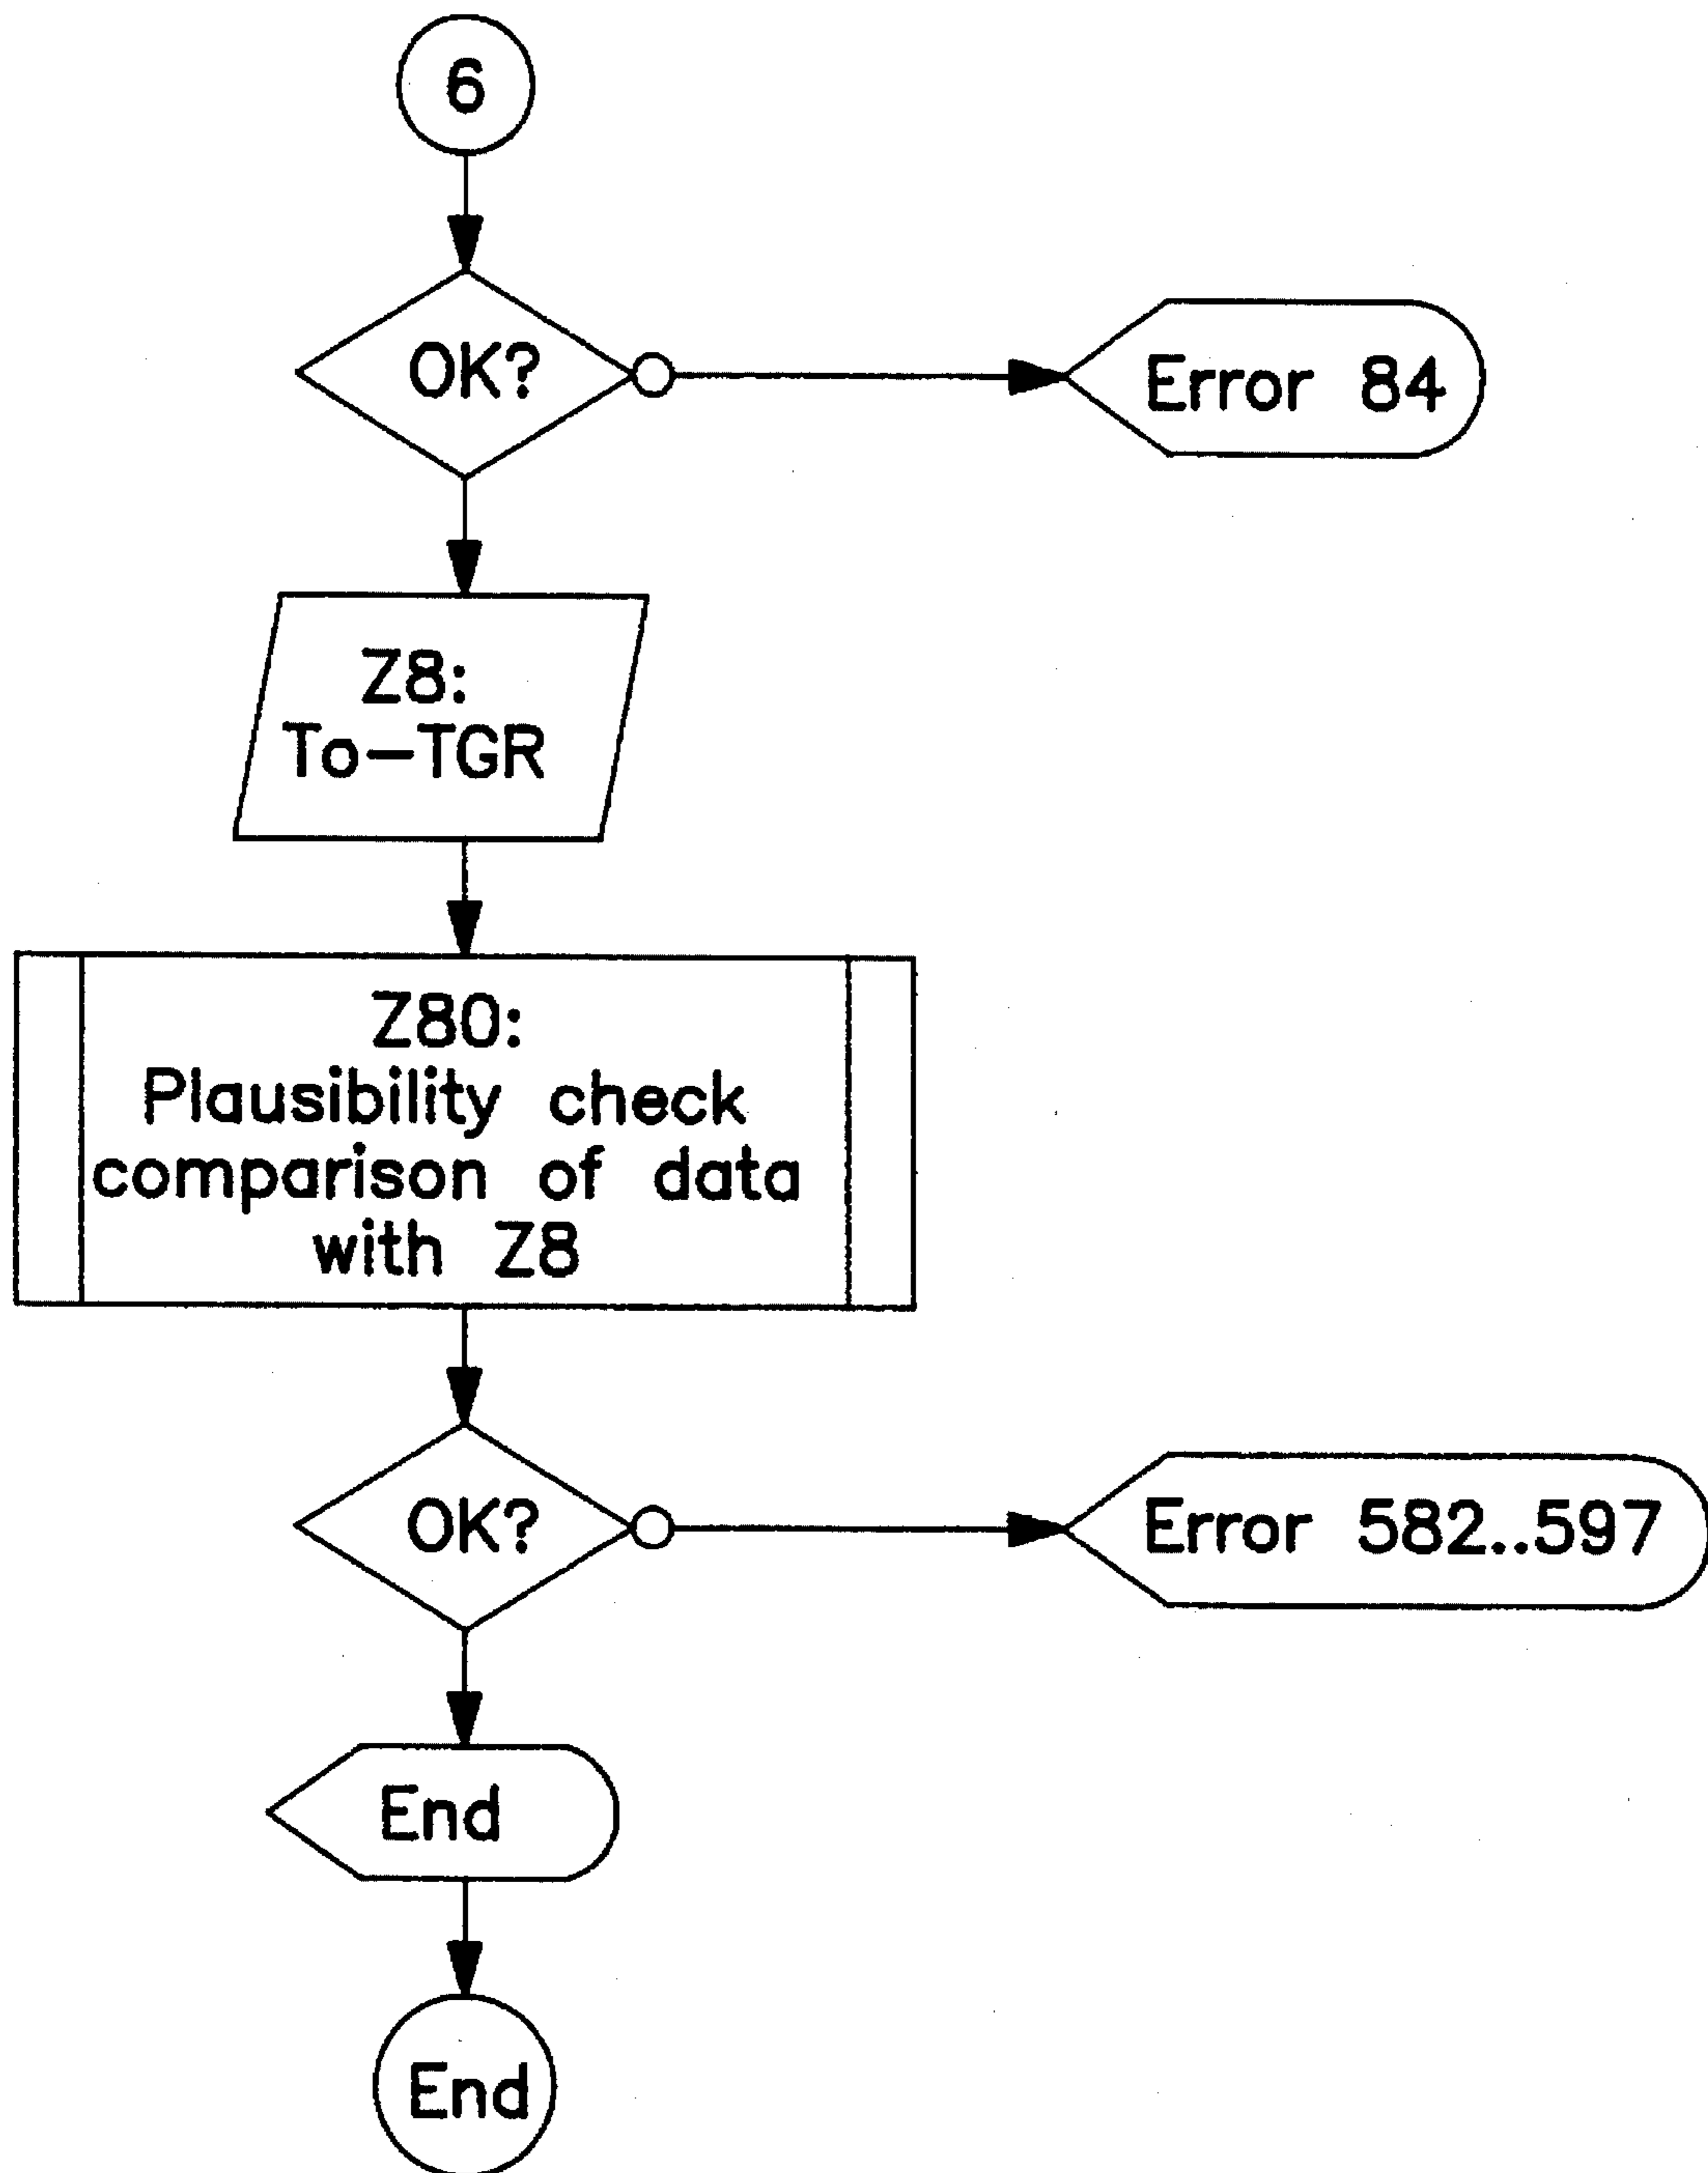 6
OK?
Error 84
Z8:
To-TGR
Z80:
Plausibility check
comparison of data
with Z8
OK?
Error 582..597
End
End